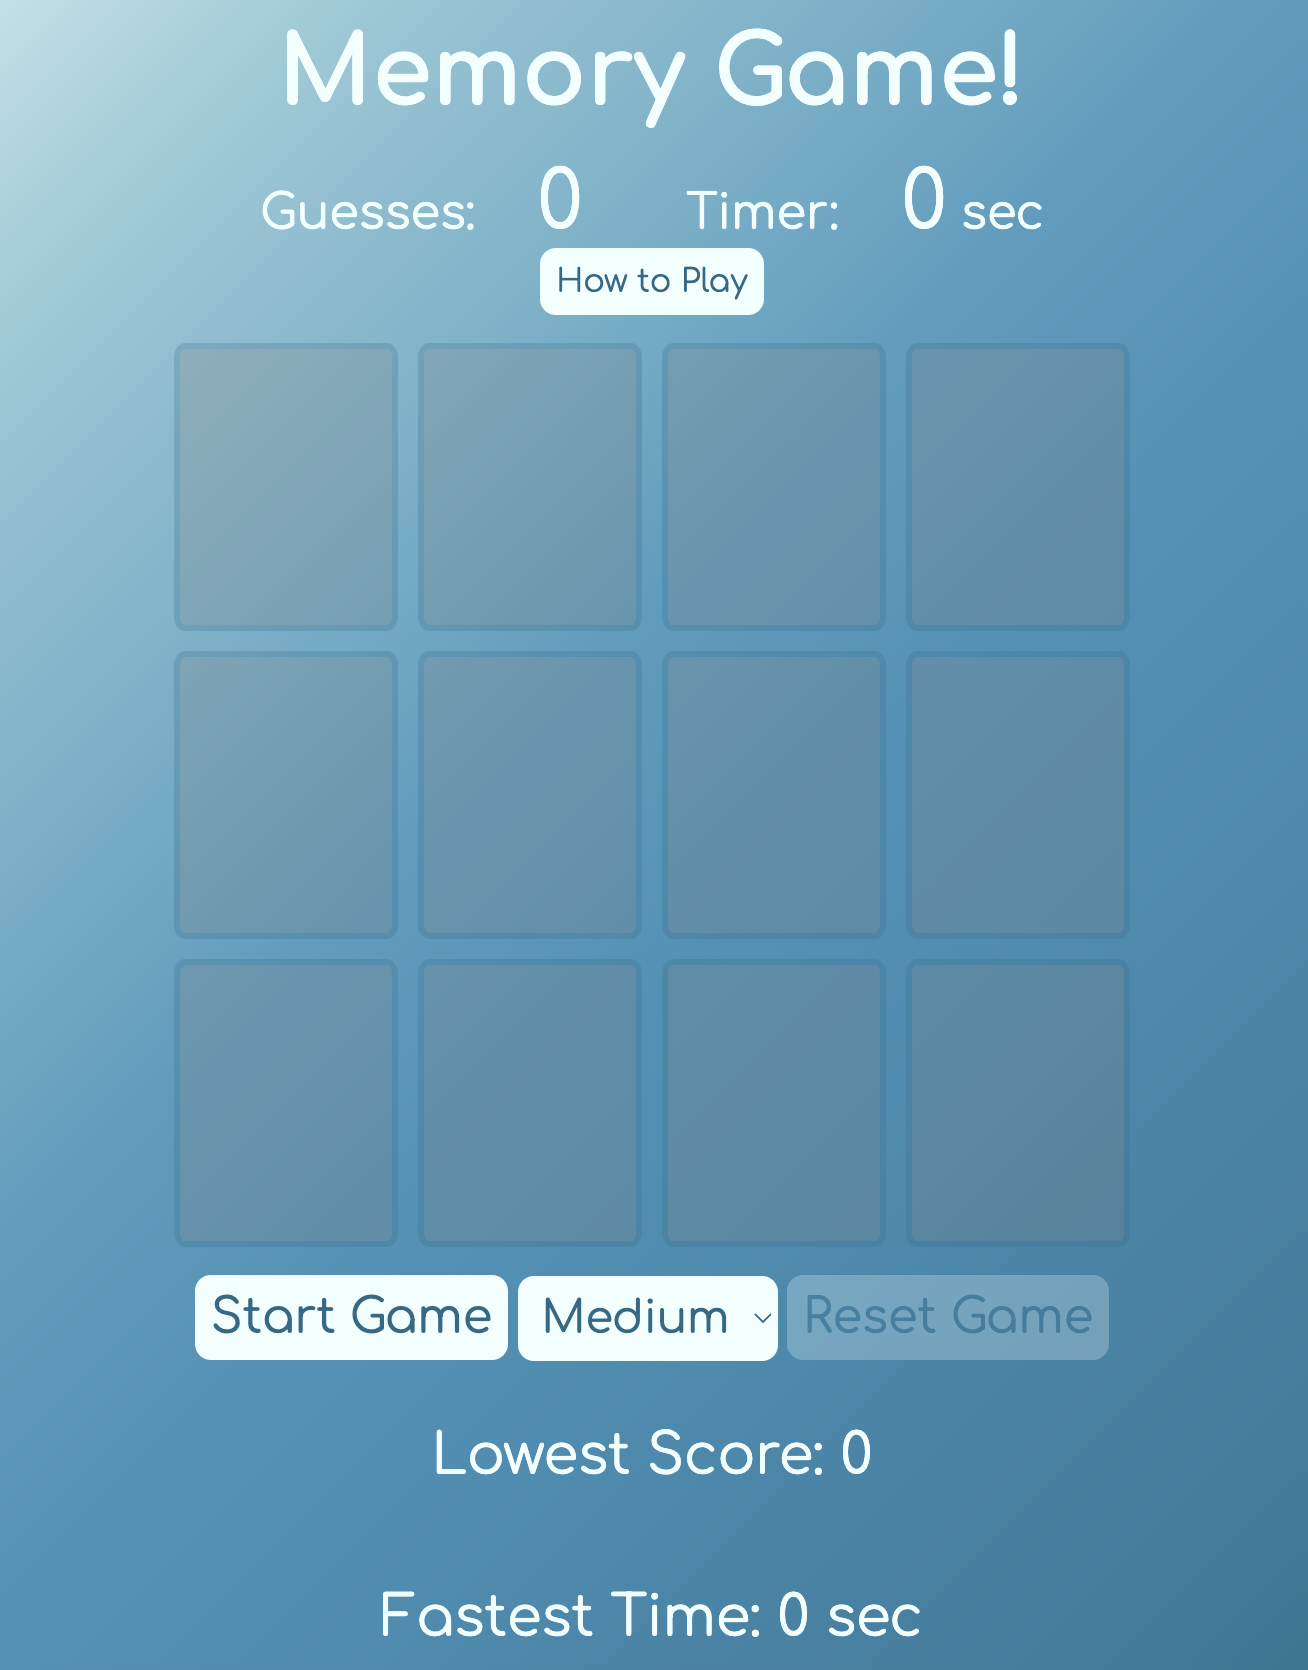 Memory Game!
Guesses: 0 Timer: 0 sec
How to Play
Start Game Medium Reset Game
Lowest Score: 0
Fastest Time: 0 sec